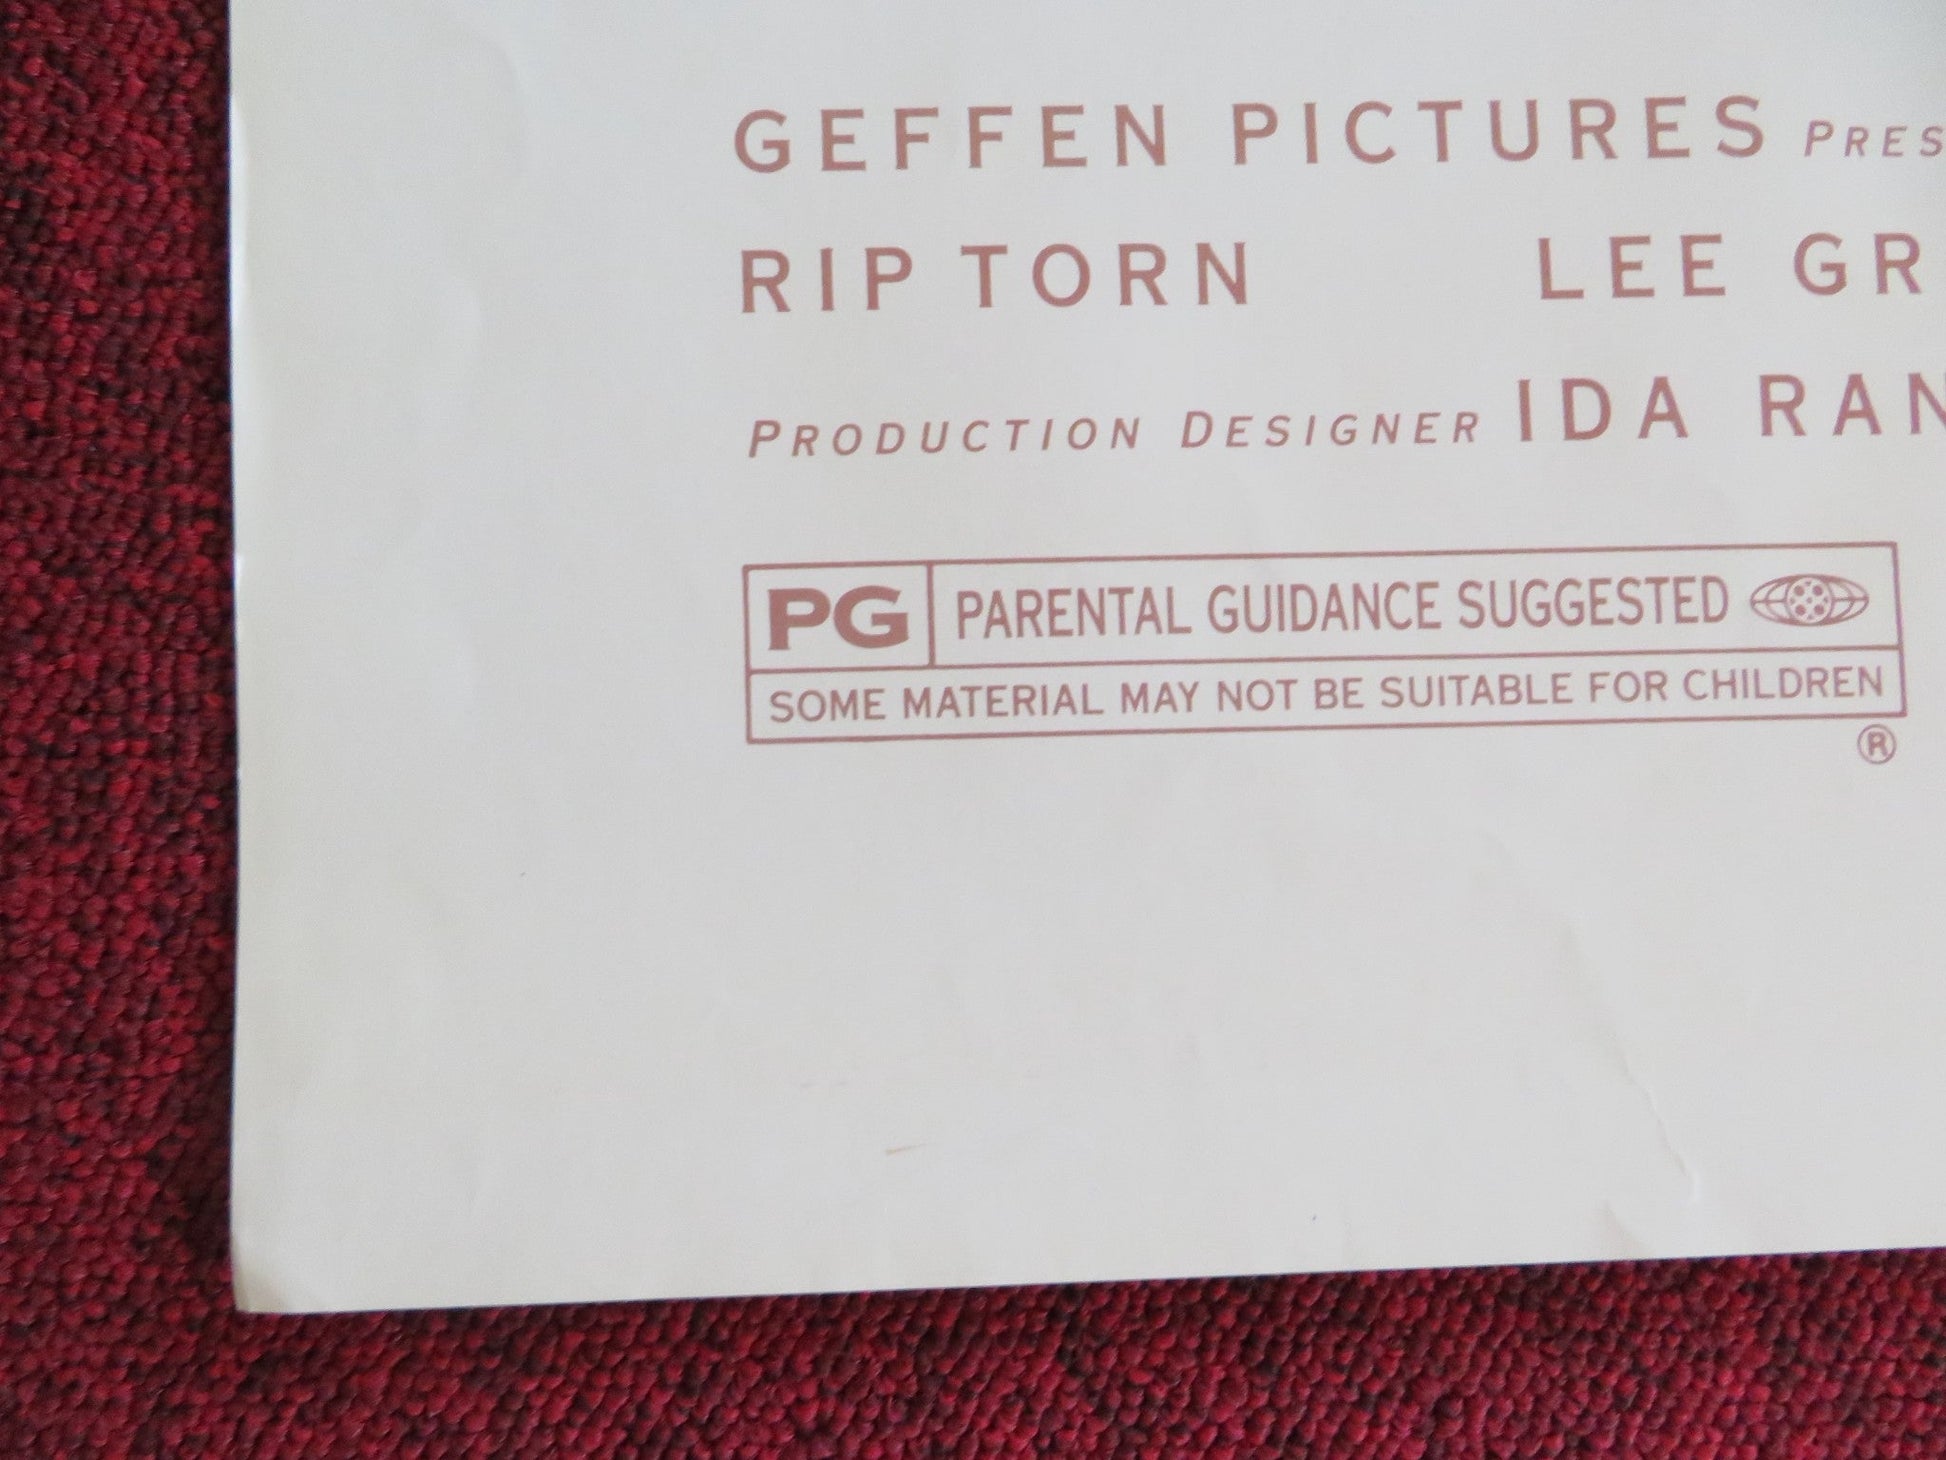 GEFFEN PICTURES PRES
RIP TORN LEE GR
PRODUCTION DESIGNER IDA RAN
PG PARENTAL GUIDANCE SUGGESTED
SOME MATERIAL MAY NOT BE SUITABLE FOR CHILDREN
®